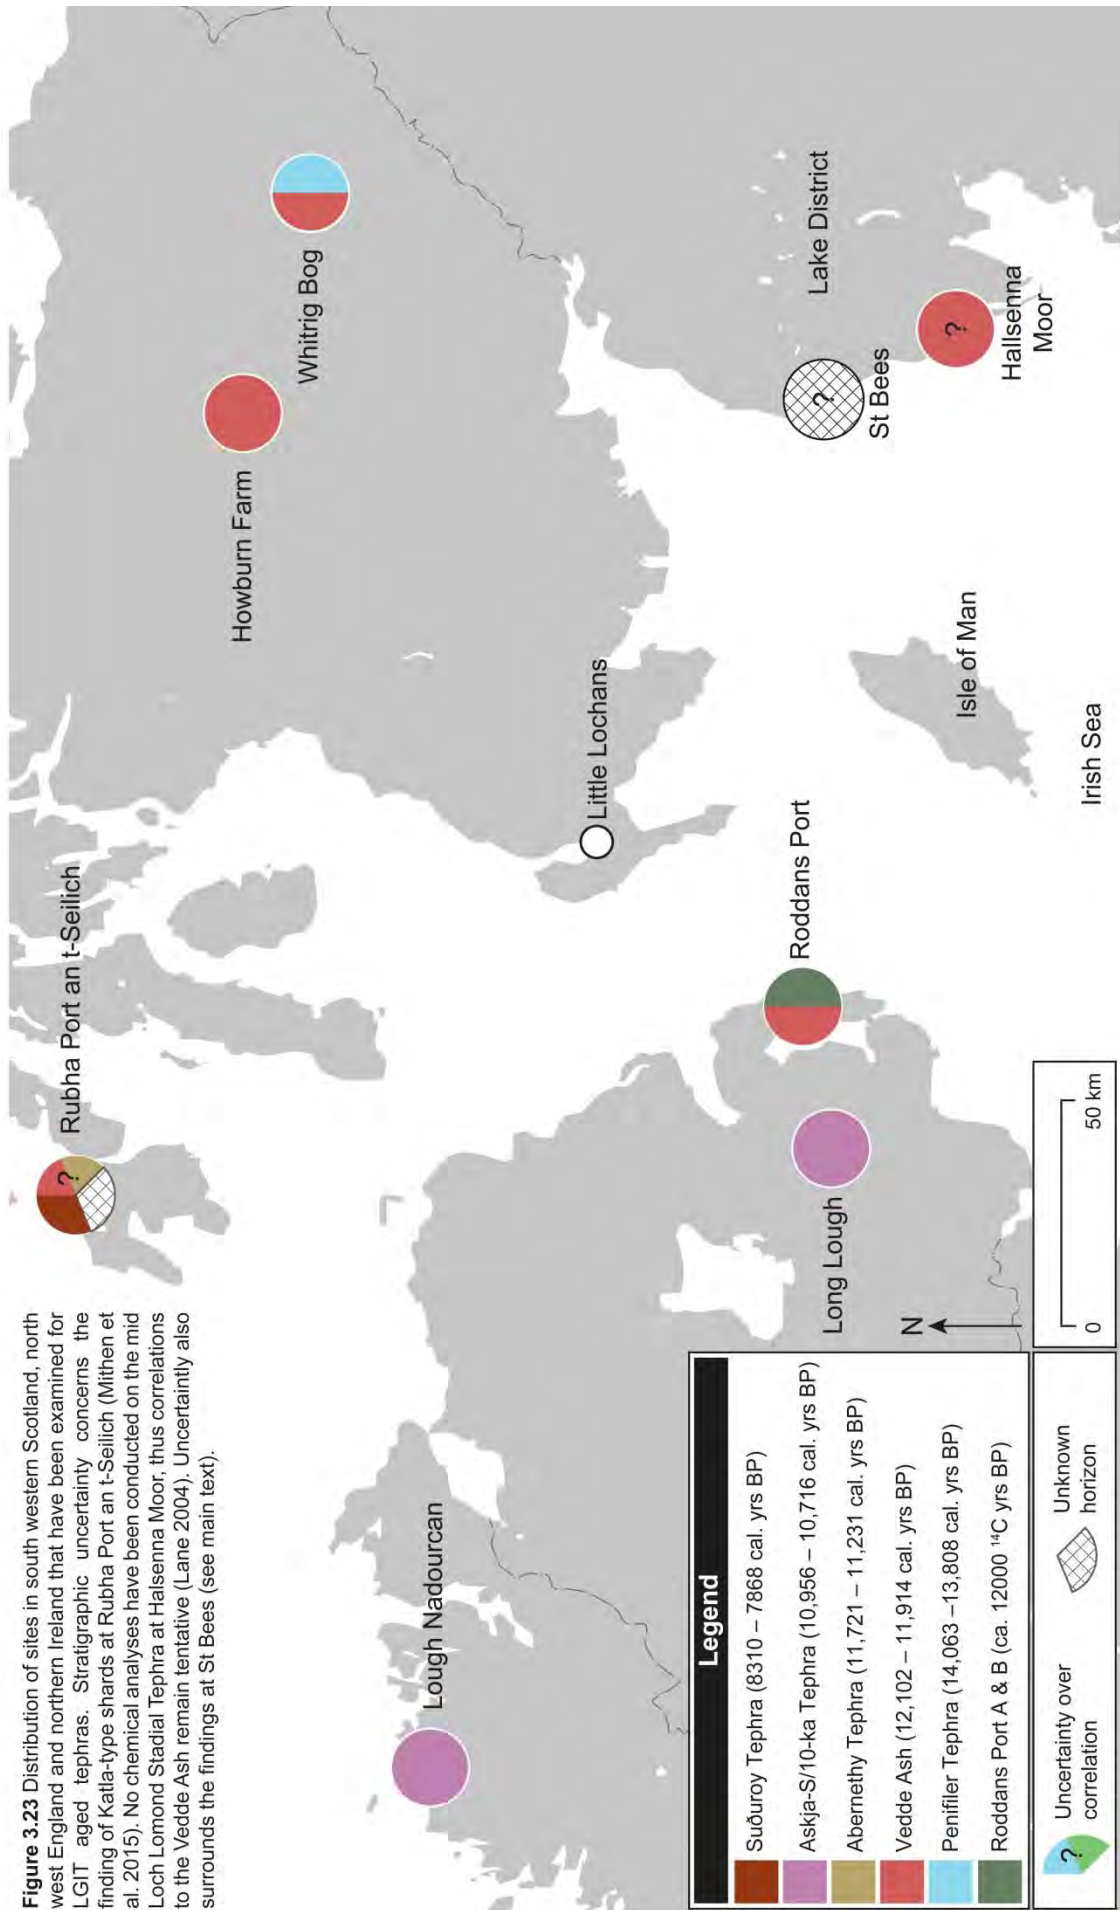 Figure 3.23 Distribution of sites in south western Scotland, north
west England and northern Ireland that have been examined for
LGIT aged tephras. Stratigraphic uncertainty concerns the
finding of Katla-type shards at Rubha Port an t-Seilich (Mithen et
al. 2015). No chemical analyses have been conducted on the mid
Loch Lomond Stadial Tephra at Halsenna Moor, thus correlations
to the Vedde Ash remain tentative (Lane 2004). Uncertaintly also
surrounds the findings at St Bees (see main text).
?
Rubha Port an t-Seilich
Howburn Farm
Whitrig Bog
Lough Nadourcan
Little Lochans
Long Lough
Roddans Port
Isle of Man
Irish Sea
?
St Bees
Lake District
?
Hallsenna
Moor
Legend
Suðuroy Tephra (8310 – 7868 cal. yrs BP)
Askja-S/10-ka Tephra (10,956 – 10,716 cal. yrs BP)
Abernethy Tephra (11,721 – 11,231 cal. yrs BP)
Vedde Ash (12,102 – 11,914 cal. yrs BP)
Penifiler Tephra (14,063 –13,808 cal. yrs BP)
Roddans Port A & B (ca. 12000 ¹⁴C yrs BP)
?
Uncertainty over
correlation
Unknown
horizon
N
0
50 km